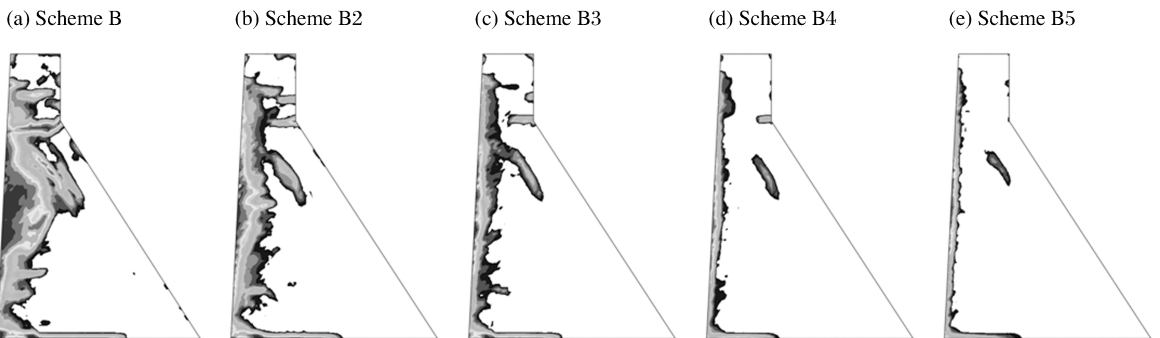 (a) Scheme B
(b) Scheme B2
(c) Scheme B3
(d) Scheme B4
(e) Scheme B5